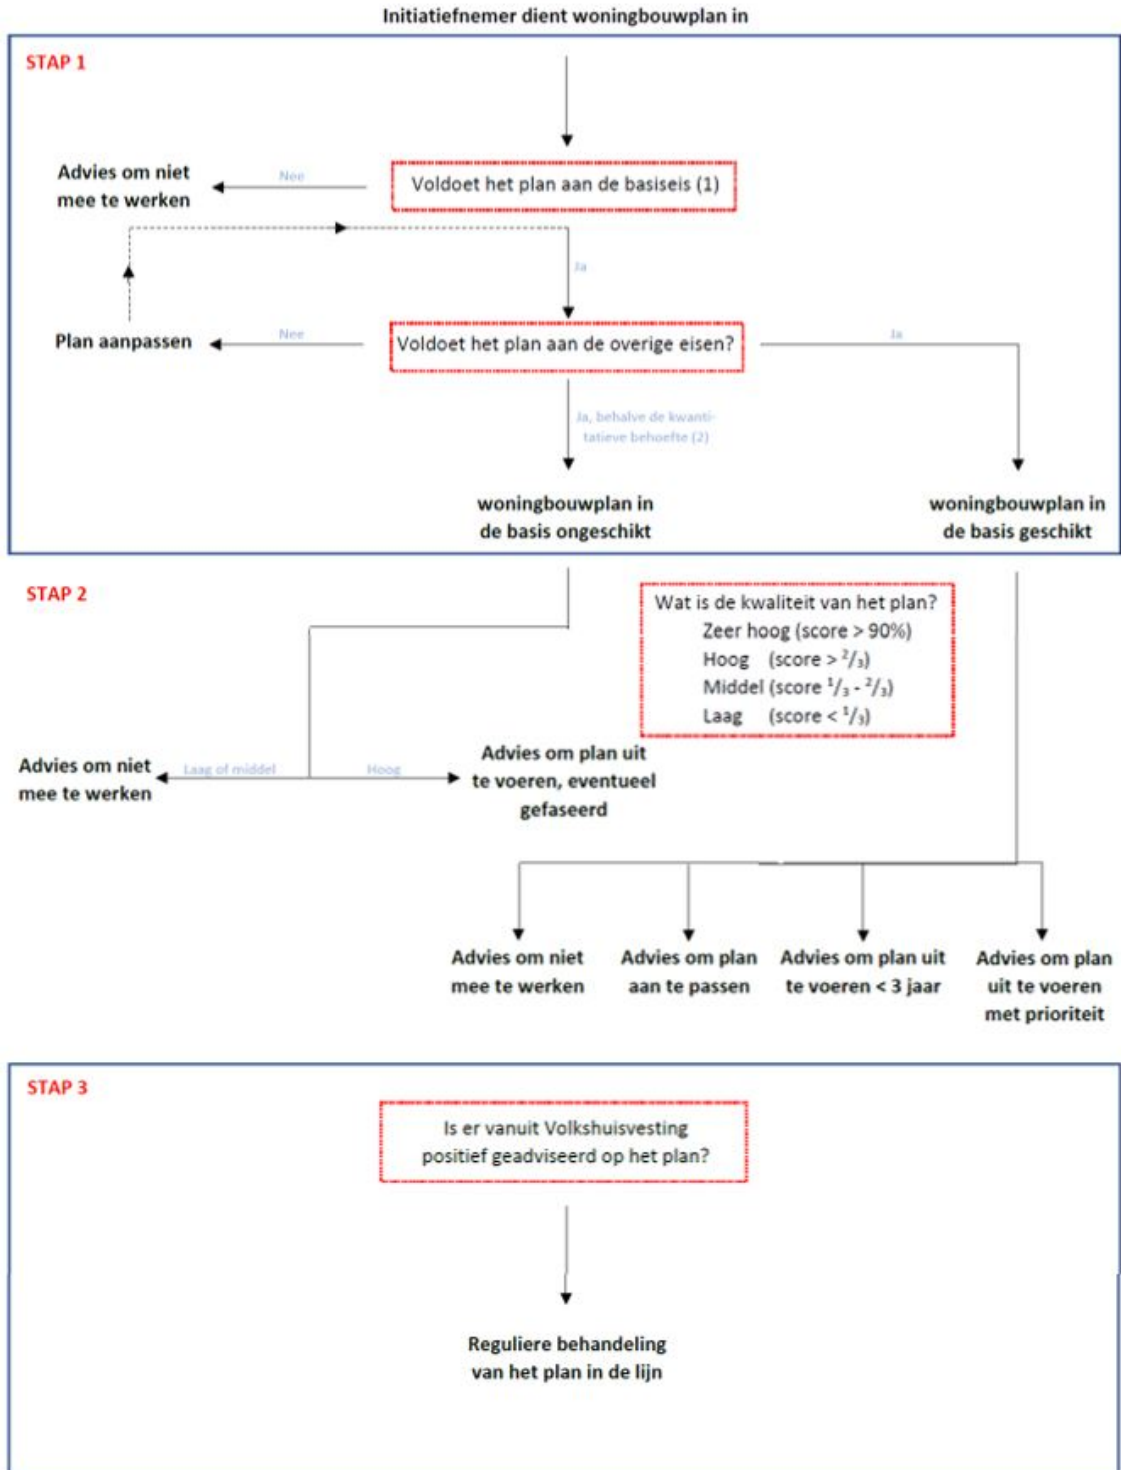 Initiatiefnemer dient woningbouwplan in
STAP 1
Advies om niet
mee te werken
Nee
Voldoet het plan aan de basiseis (1)
Ja
Plan aanpassen
Nee
Voldoet het plan aan de overige eisen?
Ja
Ja, behalve de kwanti-
tatieve behoefte (2)
woningbouwplan in
de basis ongeschikt
woningbouwplan in
de basis geschikt
STAP 2
Wat is de kwaliteit van het plan?
Zeer hoog (score > 90%)
Hoog (score > 2/3)
Middel (score 1/3 - 2/3)
Laag (score < 1/3)
Advies om niet
mee te werken
Laag of middel
Hoog
Advies om plan uit
te voeren, eventueel
gefaseerd
Advies om niet
mee te werken
Advies om plan
aan te passen
Advies om plan uit
te voeren < 3 jaar
Advies om plan
uit te voeren
met prioriteit
STAP 3
Is er vanuit Volkshuisvesting
positief geadviseerd op het plan?
Reguliere behandeling
van het plan in de lijn